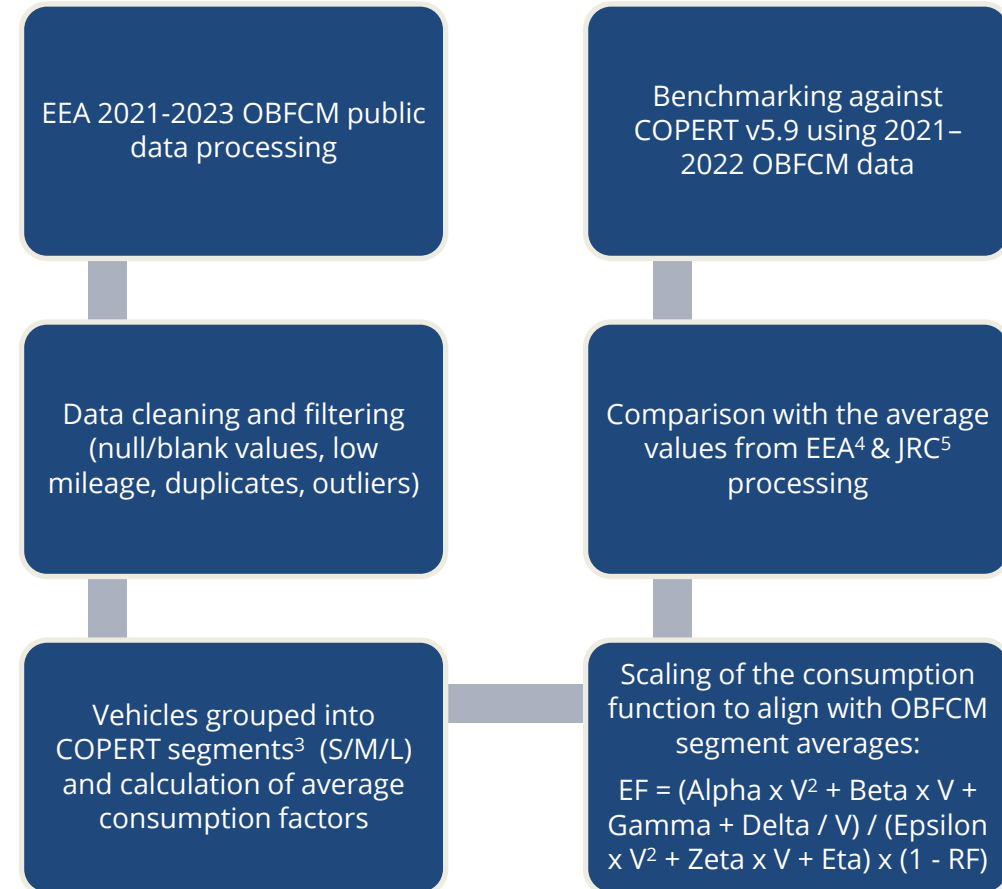 EEA 2021-2023 OBFCM public
data processing
Data cleaning and filtering
(null/blank values, low
mileage, duplicates, outliers)
Vehicles grouped into
COPERT segments³ (S/M/L)
and calculation of average
consumption factors
Scaling of the consumption
function to align with OBFCM
segment averages:
EF = (Alpha x V² + Beta x V +
Gamma + Delta / V) / (Epsilon
x V² + Zeta x V + Eta) x (1 - RF)
Comparison with the average
values from EEA⁴ & JRC⁵
processing
Benchmarking against
COPERT v5.9 using 2021–
2022 OBFCM data